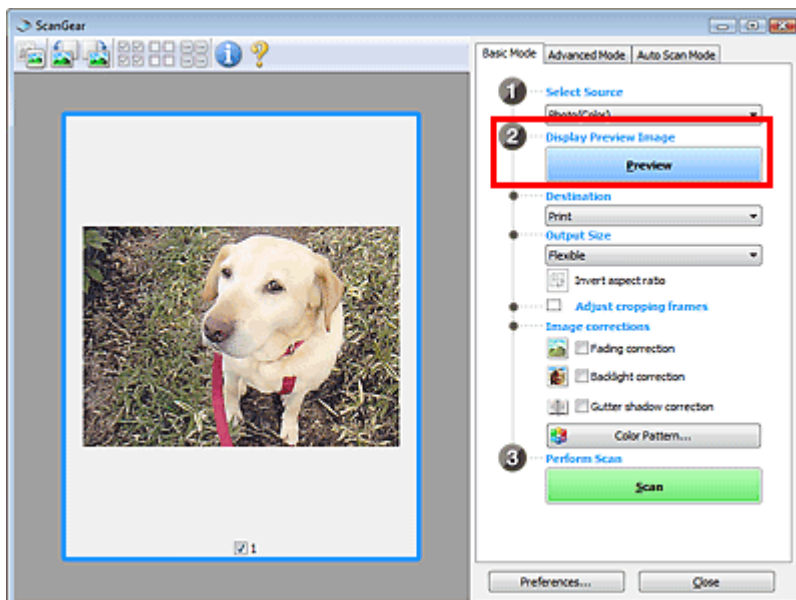 ScanGear
Basic Mode Advanced Mode Auto Scan Mode
1 Select Source
Photo(Color)
2 Display Preview Image
Preview
Destination
Print
Output Size
Flexible
Invert aspect ratio
Adjust cropping frames
Image corrections
Fading correction
Backlight correction
Gutter shadow correction
Color Pattern...
3 Perform Scan
Scan
1
Preferences... Close